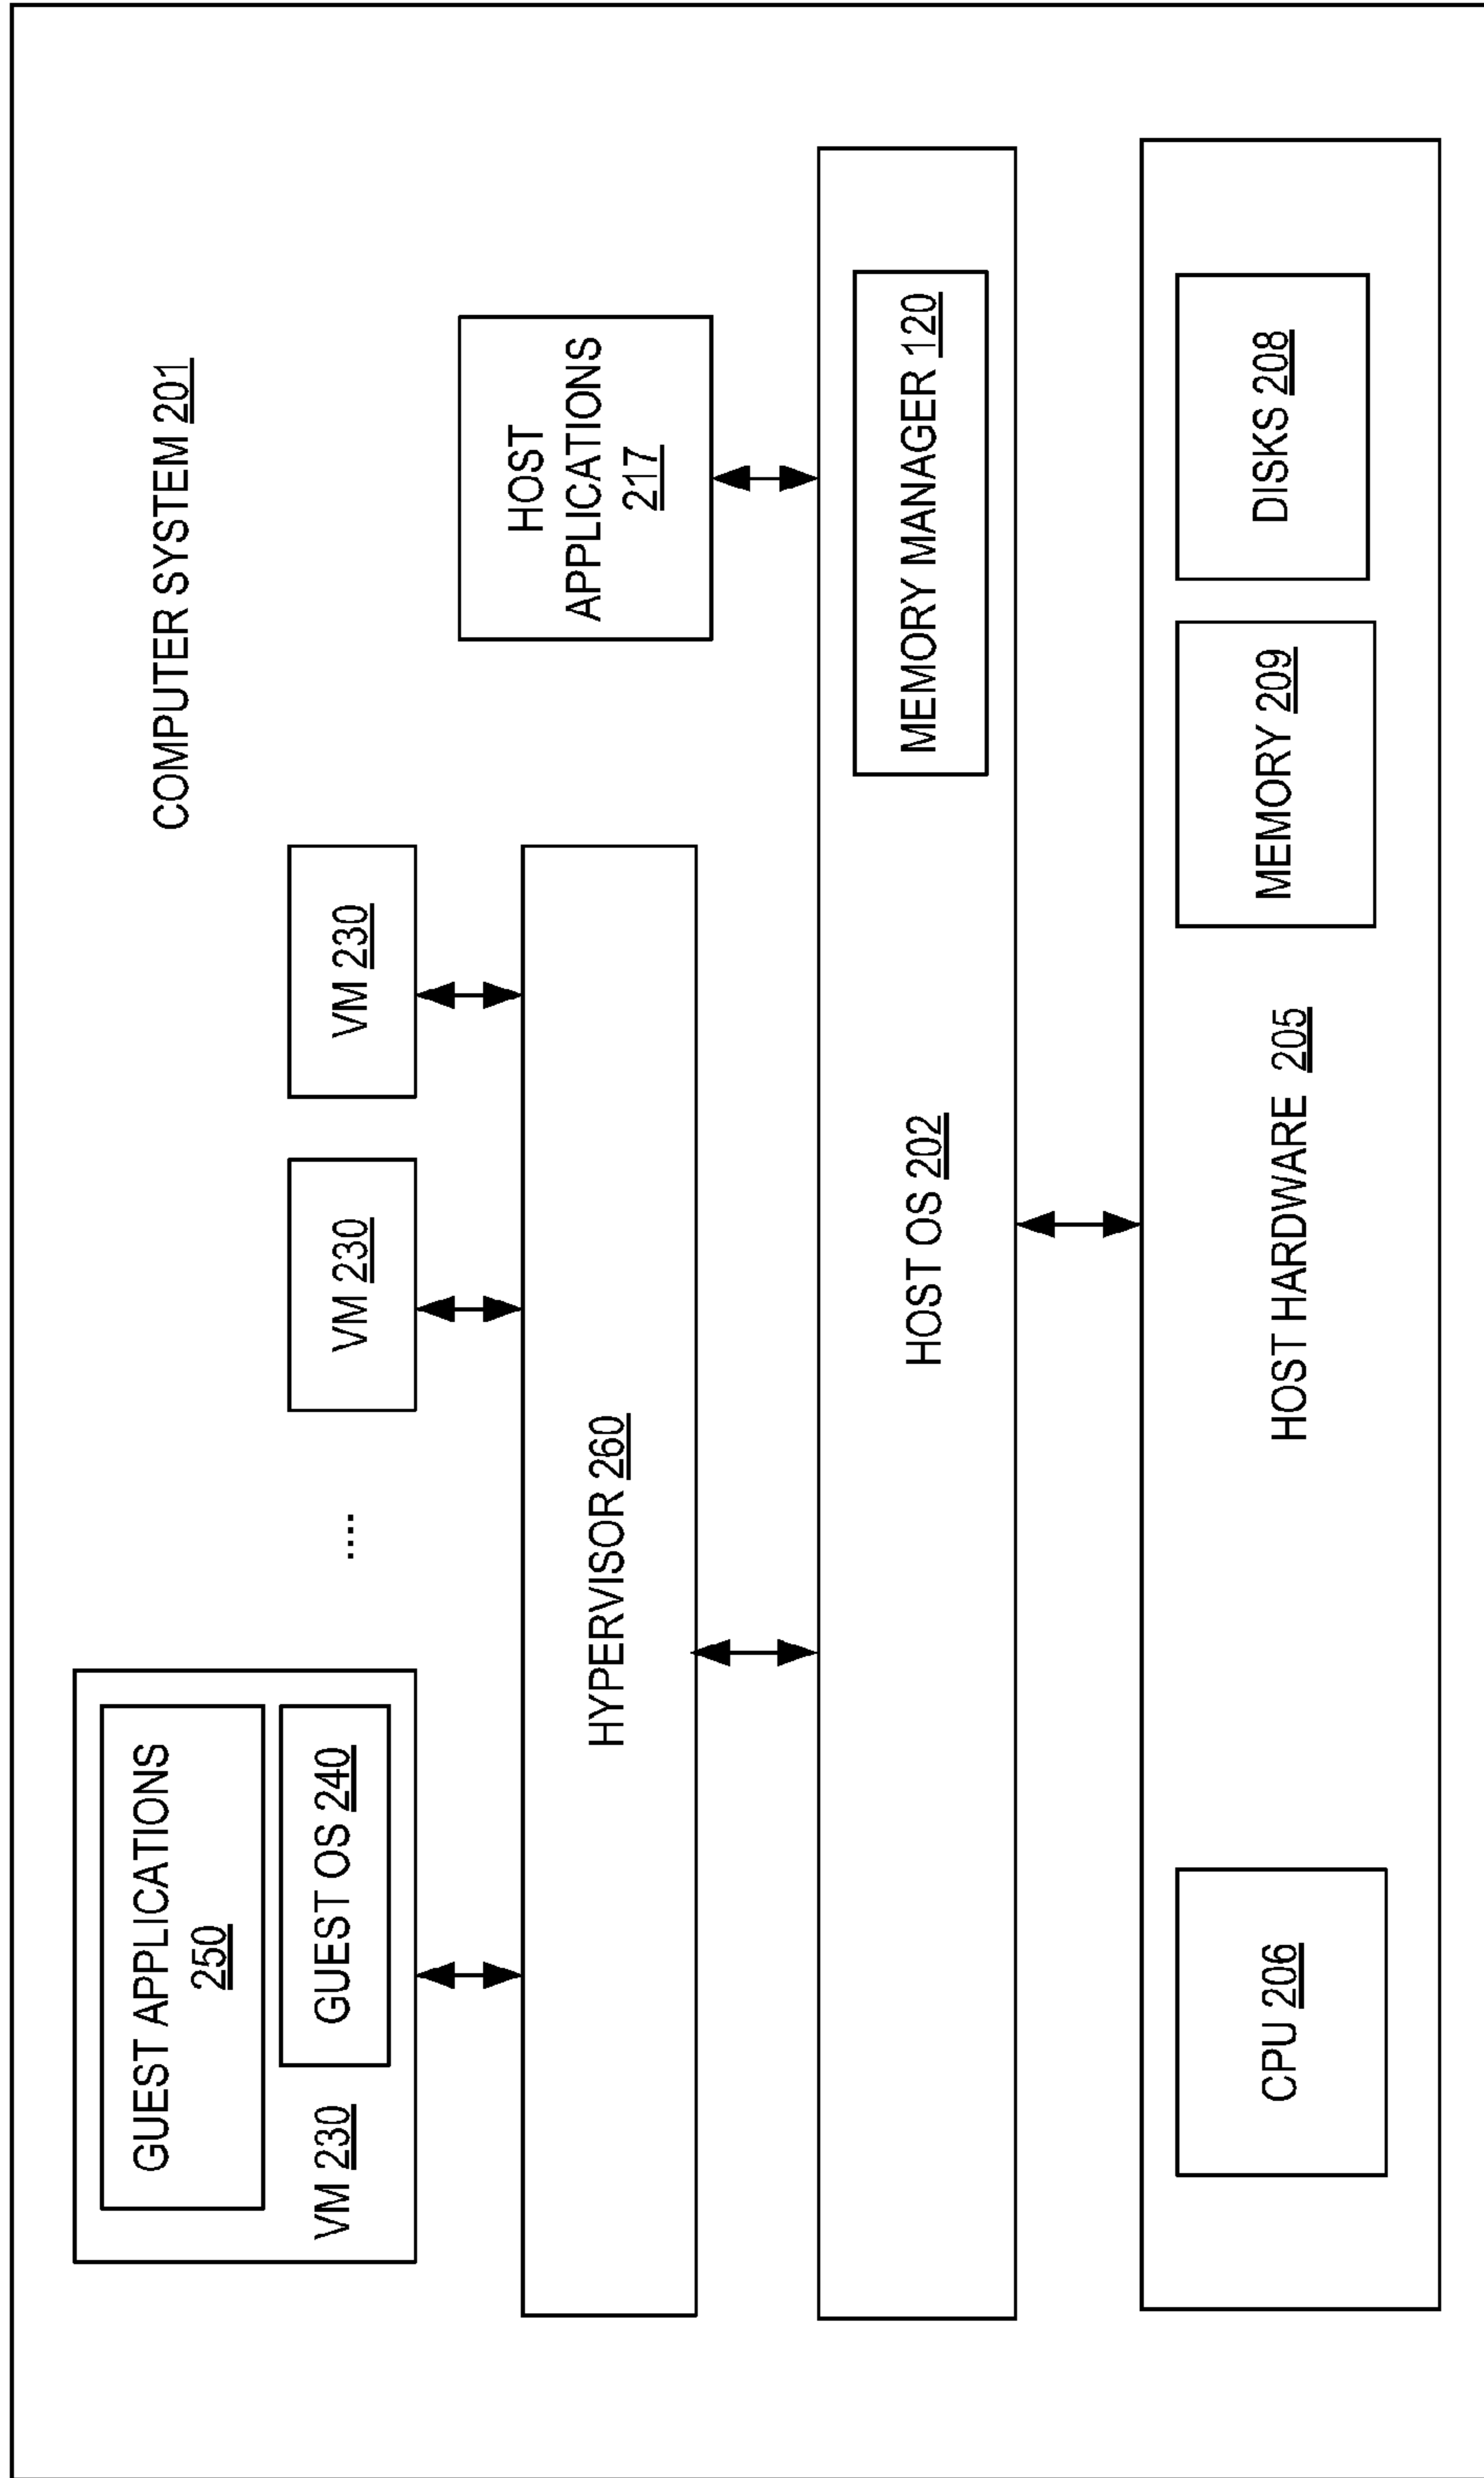 COMPUTER SYSTEM 201
GUEST APPLICATIONS
250
GUEST OS 240
VM 230
....
VM 230
VM 230
HOST
APPLICATIONS
217
HYPERVISOR 260
HOST OS 202
MEMORY MANAGER 120
CPU 206
HOST HARDWARE 205
MEMORY 209
DISKS 208